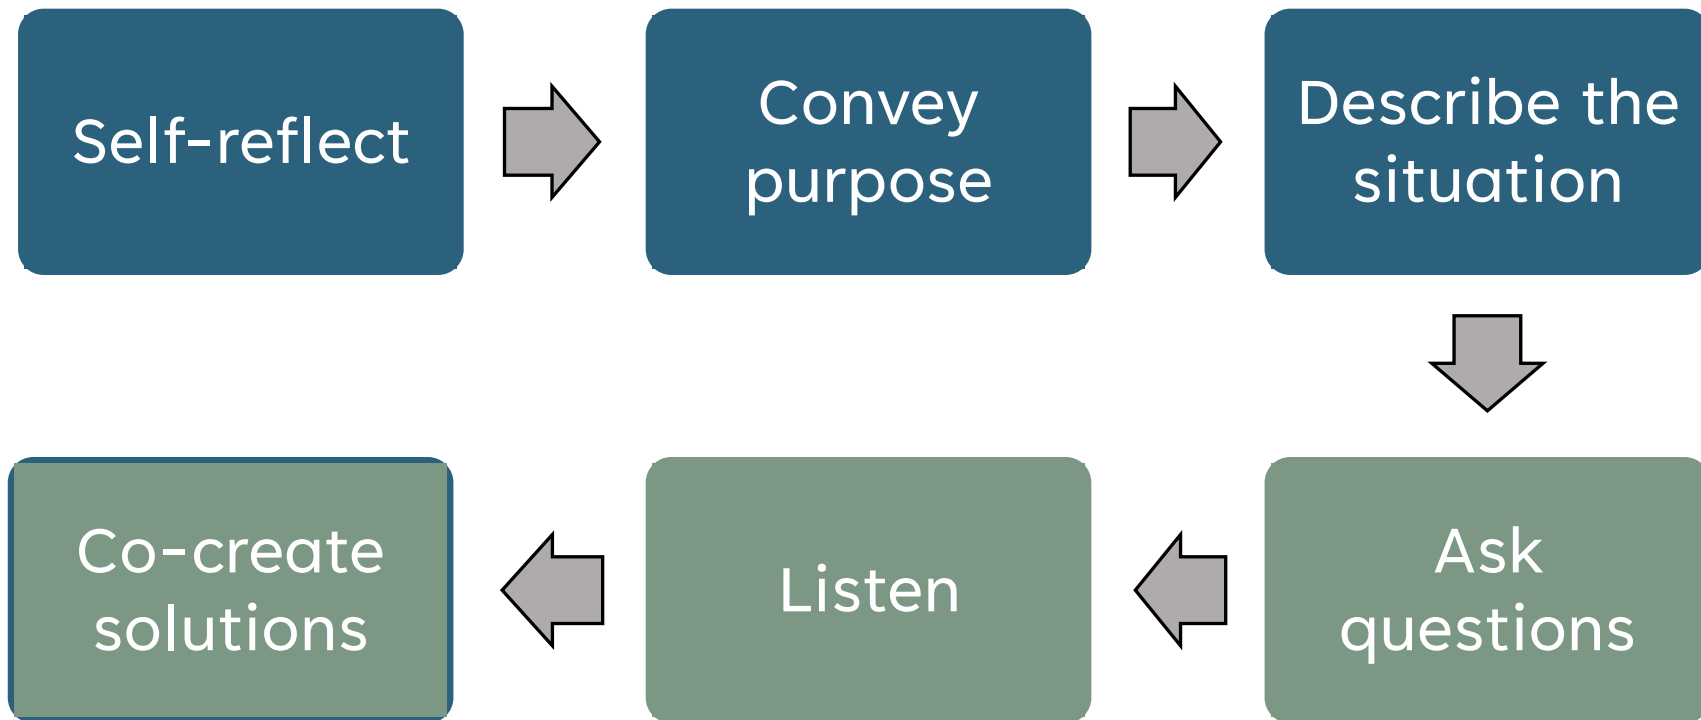 Self-reflect
Convey
purpose
Describe the
situation
Ask
questions
Listen
Co-create
solutions